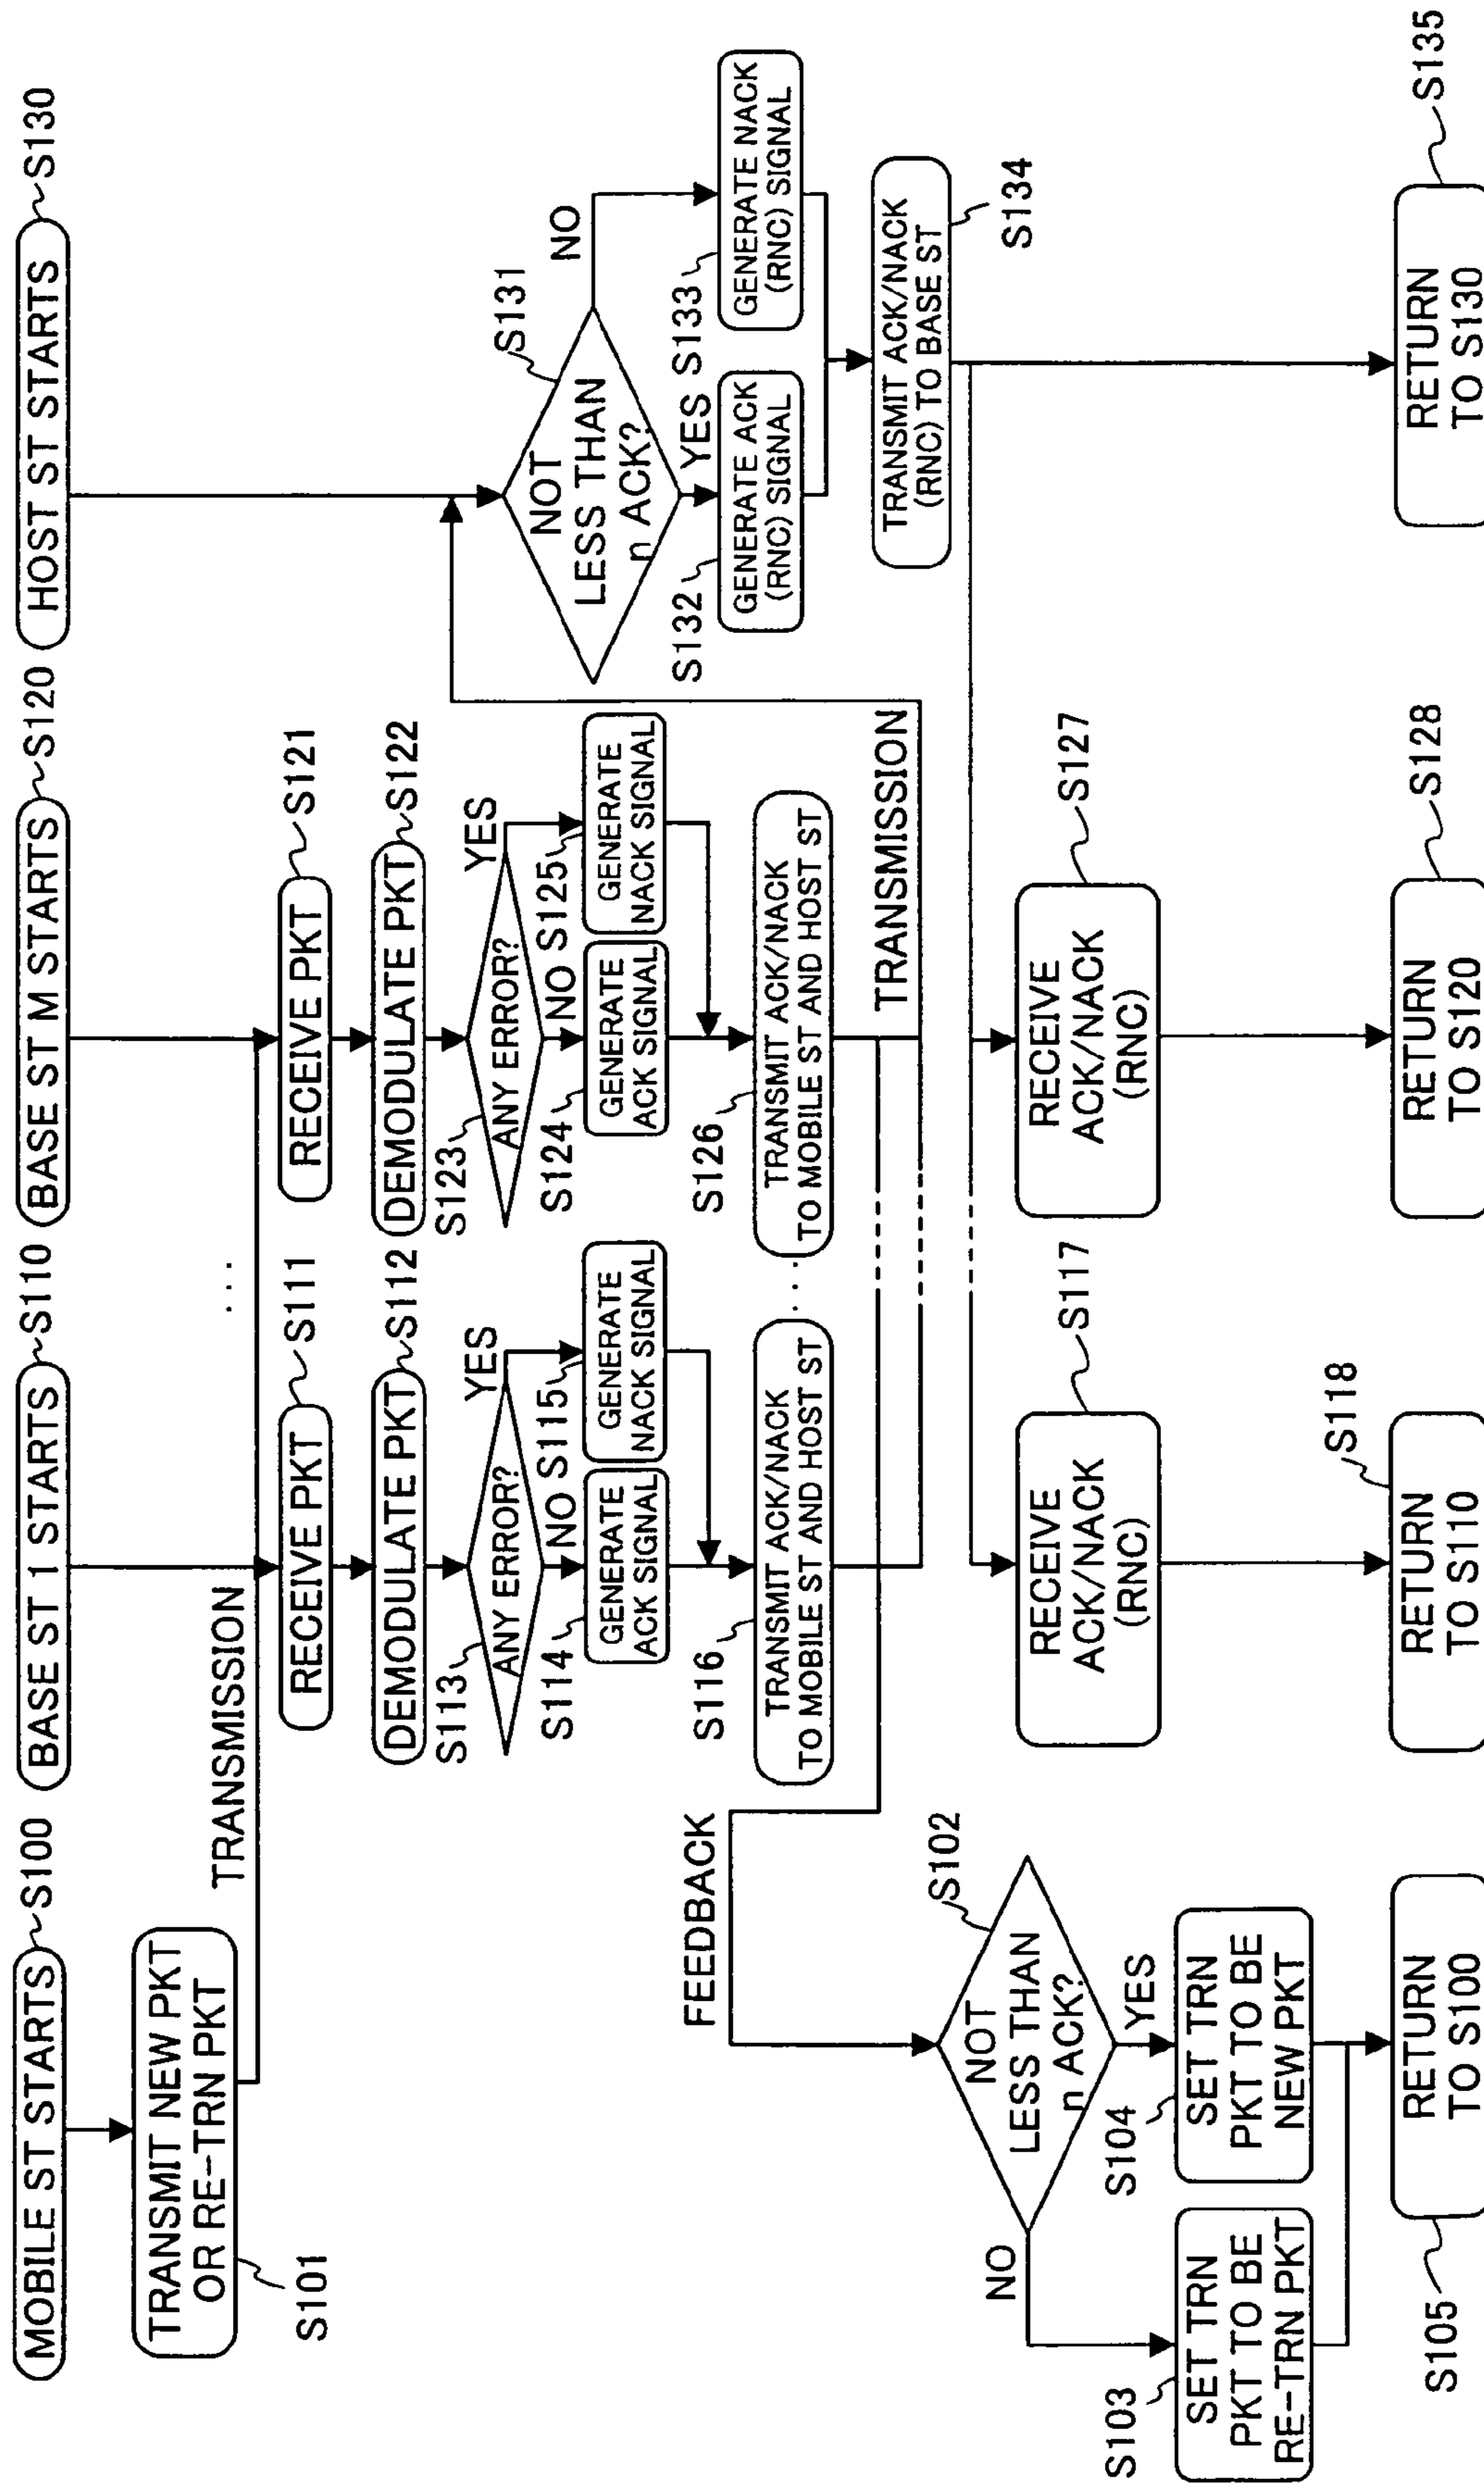 MOBILE ST STARTS
S100
TRANSMIT NEW PKT
OR RE-TRN PKT
S101
TRANSMISSION
FEEDBACK
S102
NOT
LESS THAN
n ACK?
NO
YES
S103
SET TRN
PKT TO BE
RE-TRN PKT
S104
SET TRN
PKT TO BE
NEW PKT
S105
RETURN
TO S100
BASE ST 1 STARTS
S110
. . .
RECEIVE PKT
S111
DEMODULATE PKT
S112
S113
ANY ERROR?
YES
NO
S114
GENERATE
ACK SIGNAL
S115
GENERATE
NACK SIGNAL
S116
TRANSMIT ACK/NACK
TO MOBILE ST AND HOST ST
. . .
RECEIVE
ACK/NACK
(RNC)
S117
RETURN
TO S110
S118
BASE ST M STARTS
S120
RECEIVE PKT
S121
DEMODULATE PKT
S122
S123
ANY ERROR?
YES
NO
S124
GENERATE
ACK SIGNAL
S125
GENERATE
NACK SIGNAL
S126
TRANSMIT ACK/NACK
TO MOBILE ST AND HOST ST
TRANSMISSION
RECEIVE
ACK/NACK
(RNC)
S127
RETURN
TO S120
S128
HOST ST STARTS
S130
S131
NOT
LESS THAN
n ACK?
NO
YES
S132
GENERATE ACK
(RNC) SIGNAL
S133
GENERATE NACK
(RNC) SIGNAL
TRANSMIT ACK/NACK
(RNC) TO BASE ST
S134
RETURN
TO S130
S135